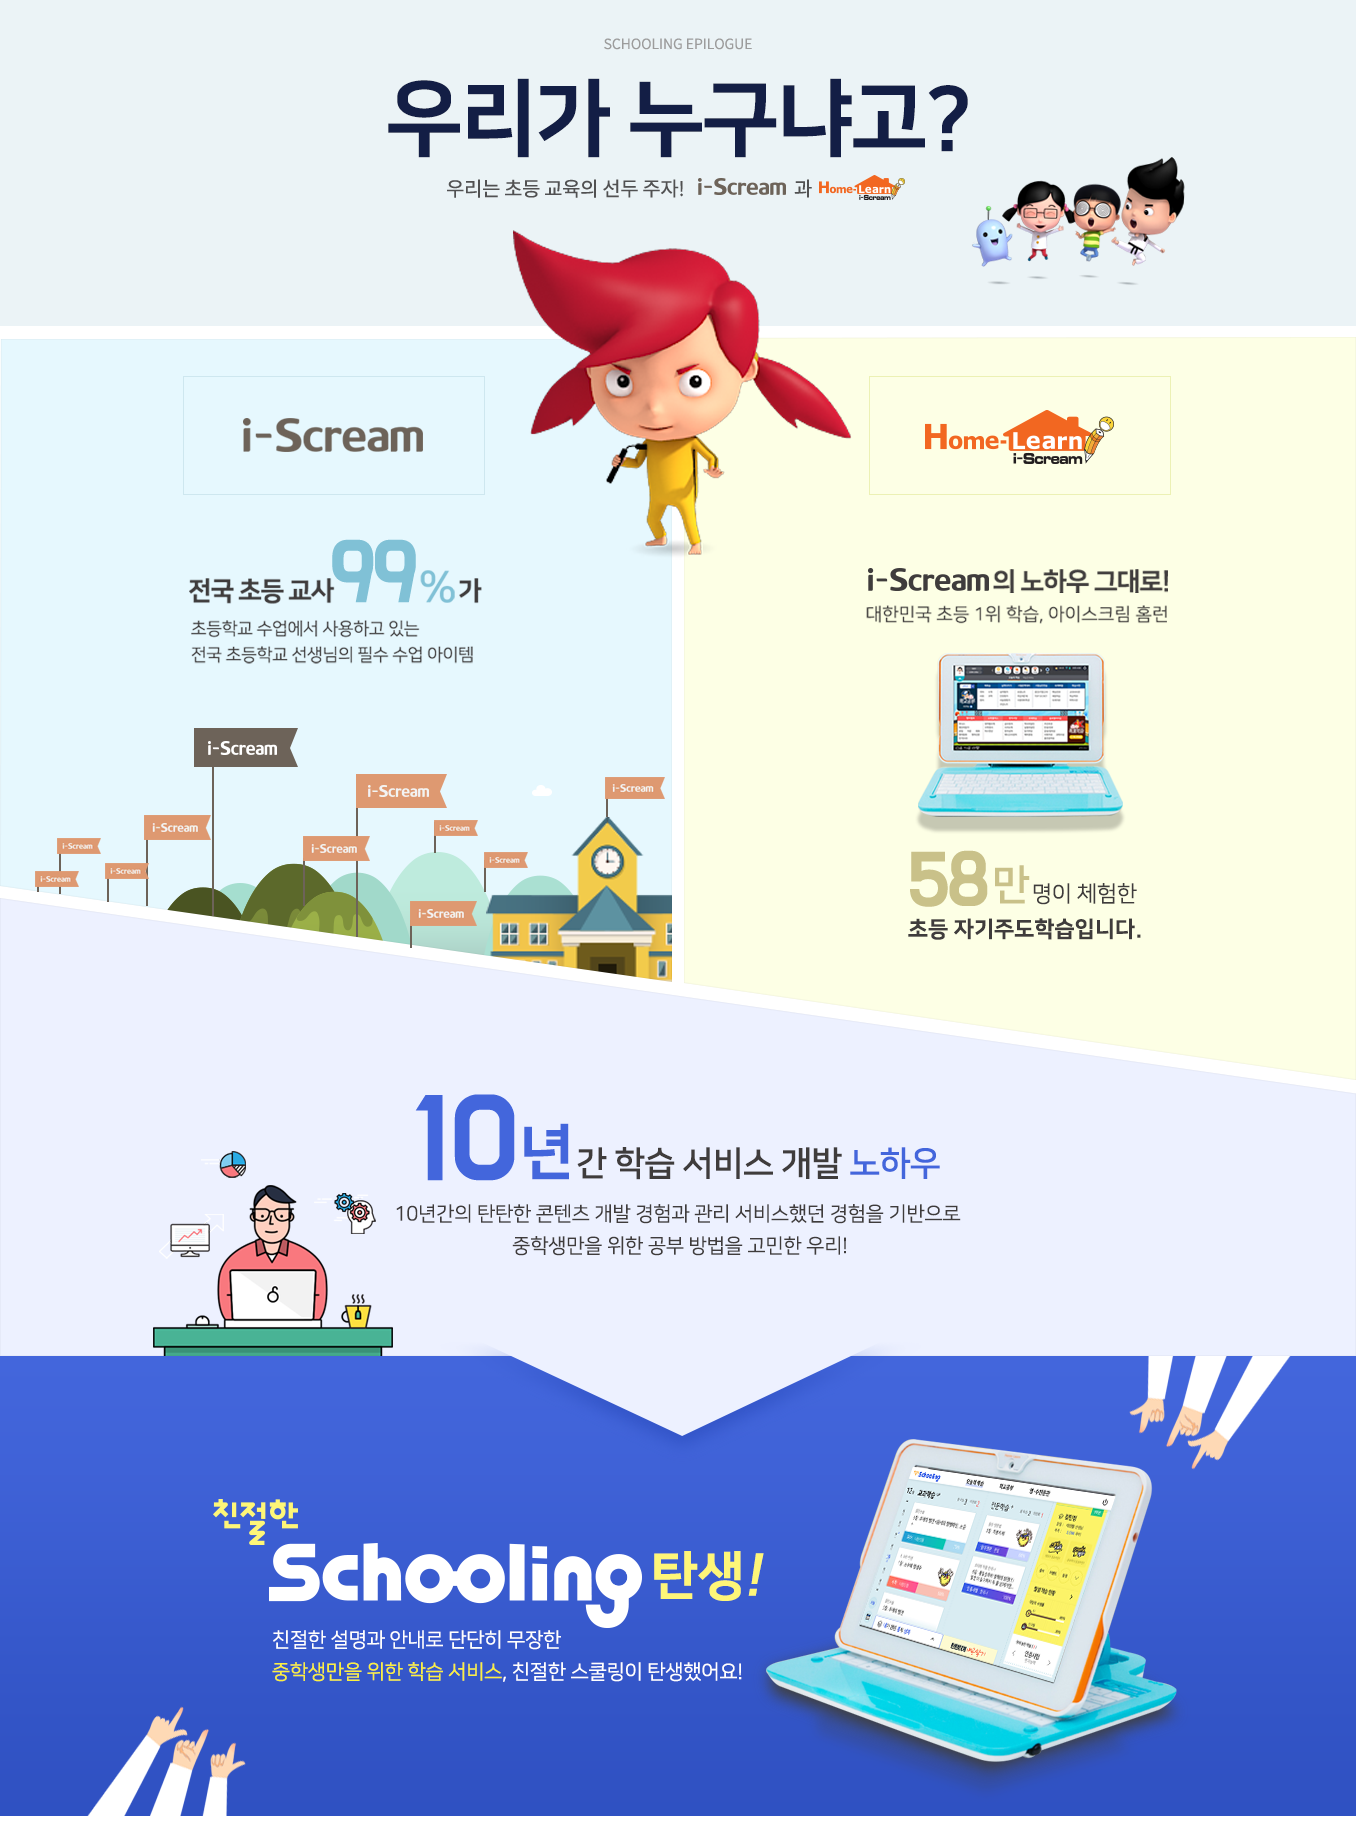 SCHOOLING EPILOGUE
우리가 누구냐고?
우리는 초등 교육의 선두 주자! i-Scream 과 Home-Learn i-Scream
i-Scream
전국 초등 교사 99%가
초등학교 수업에서 사용하고 있는
전국 초등학교 선생님의 필수 수업 아이템
i-Scream
i-Scream
i-Scream
i-Scream
i-Scream
i-Scream
i-Scream
i-Scream
i-Scream
i-Scream
i-Scream
Home-Learn
i-Scream
i-Scream의 노하우 그대로!
대한민국 초등 1위 학습, 아이스크림 홈런
58만명이 체험한
초등 자기주도학습입니다.
10년간 학습 서비스 개발 노하우
10년간의 탄탄한 콘텐츠 개발 경험과 관리 서비스했던 경험을 기반으로
중학생만을 위한 공부 방법을 고민한 우리!
친절한
Schooling 탄생!
친절한 설명과 안내로 단단히 무장한
중학생만을 위한 학습 서비스, 친절한 스쿨링이 탄생했어요!
Schooling